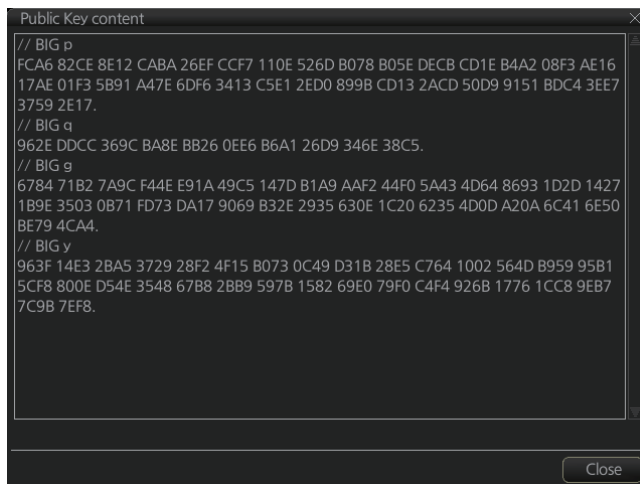 Public Key content
// BIG p
FCA6 82CE 8E12 CABA 26EF CCF7 110E 526D B078 B05E DECB CD1E B4A2 08F3 AE16
17AE 01F3 5B91 A47E 6DF6 3413 C5E1 2ED0 899B CD13 2ACD 50D9 9151 BDC4 3EE7
3759 2E17.
// BIG q
962E DDCC 369C BA8E BB26 0EE6 B6A1 26D9 346E 38C5.
// BIG g
6784 71B2 7A9C F44E E91A 49C5 147D B1A9 AAF2 44F0 5A43 4D64 8693 1D2D 1427
1B9E 3503 0B71 FD73 DA17 9069 B32E 2935 630E 1C20 6235 4D0D A20A 6C41 6E50
BE79 4CA4.
// BIG y
963F 14E3 2BA5 3729 28F2 4F15 B073 0C49 D31B 28E5 C764 1002 564D B959 95B1
5CF8 800E D54E 3548 67B8 2BB9 597B 1582 69E0 79F0 C4F4 926B 1776 1CC8 9EB7
7C9B 7EF8.
Close